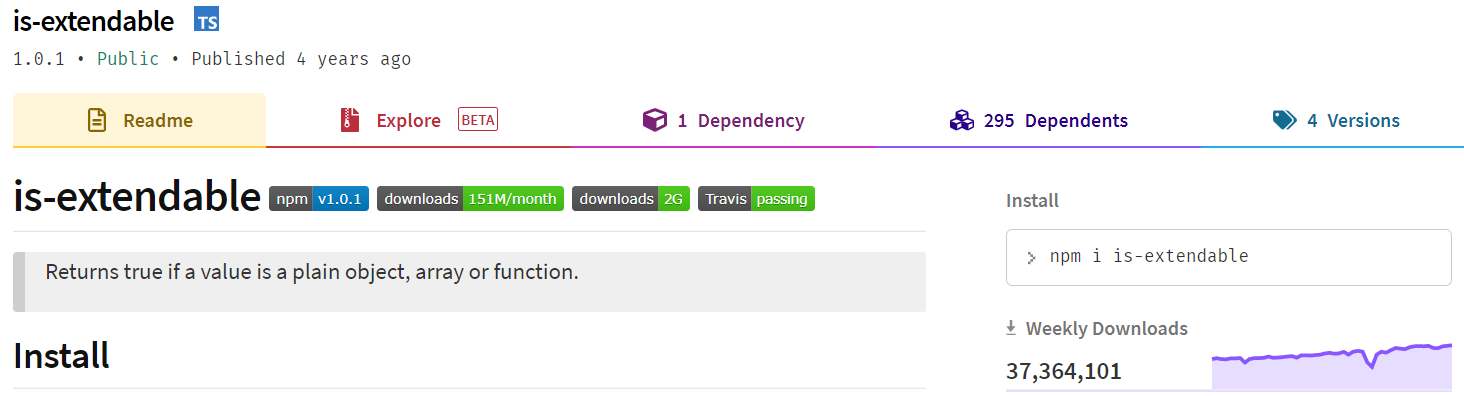 is-extendable TS
1.0.1 • Public • Published 4 years ago
Readme
Explore BETA
1 Dependency
295 Dependents
4 Versions
is-extendable npm v1.0.1 downloads 151M/month downloads 2G Travis passing
Returns true if a value is a plain object, array or function.
Install
Install
> npm i is-extendable
Weekly Downloads
37,364,101